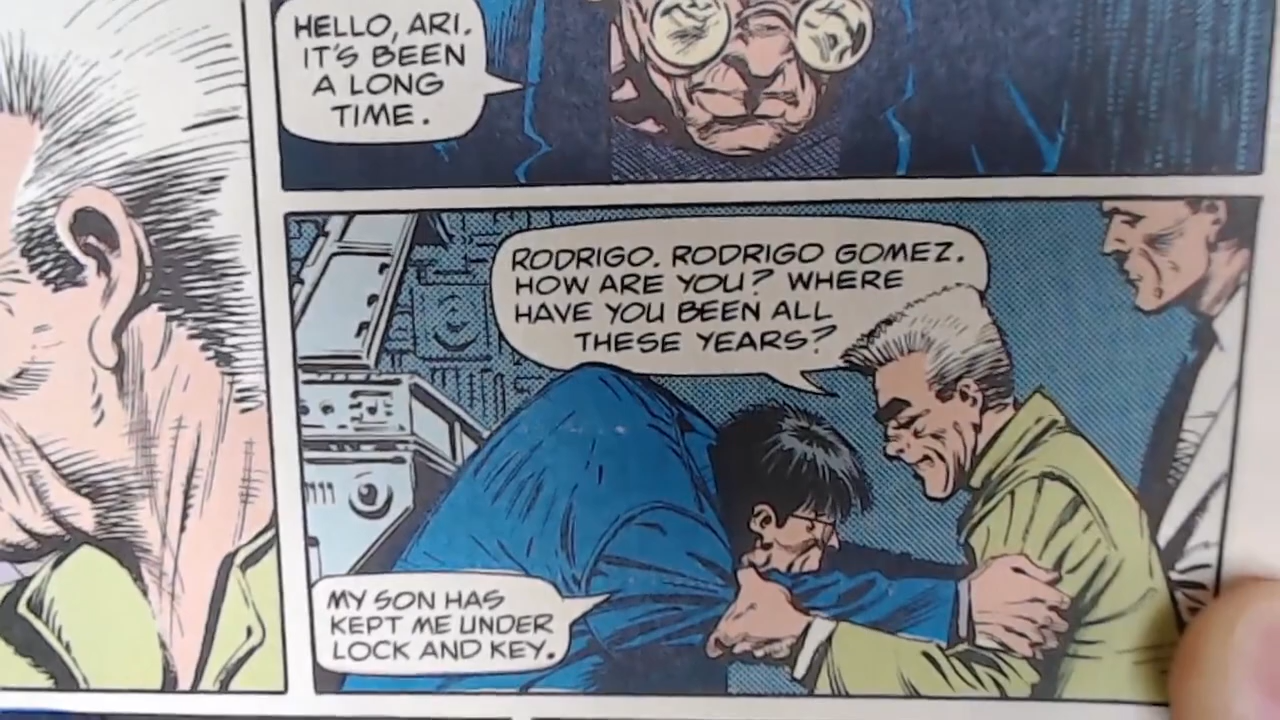 HELLO, ARI.
IT'S BEEN
A LONG
TIME.
RODRIGO. RODRIGO GOMEZ.
HOW ARE YOU? WHERE
HAVE YOU BEEN ALL
THESE YEARS?
MY SON HAS
KEPT ME UNDER
LOCK AND KEY.